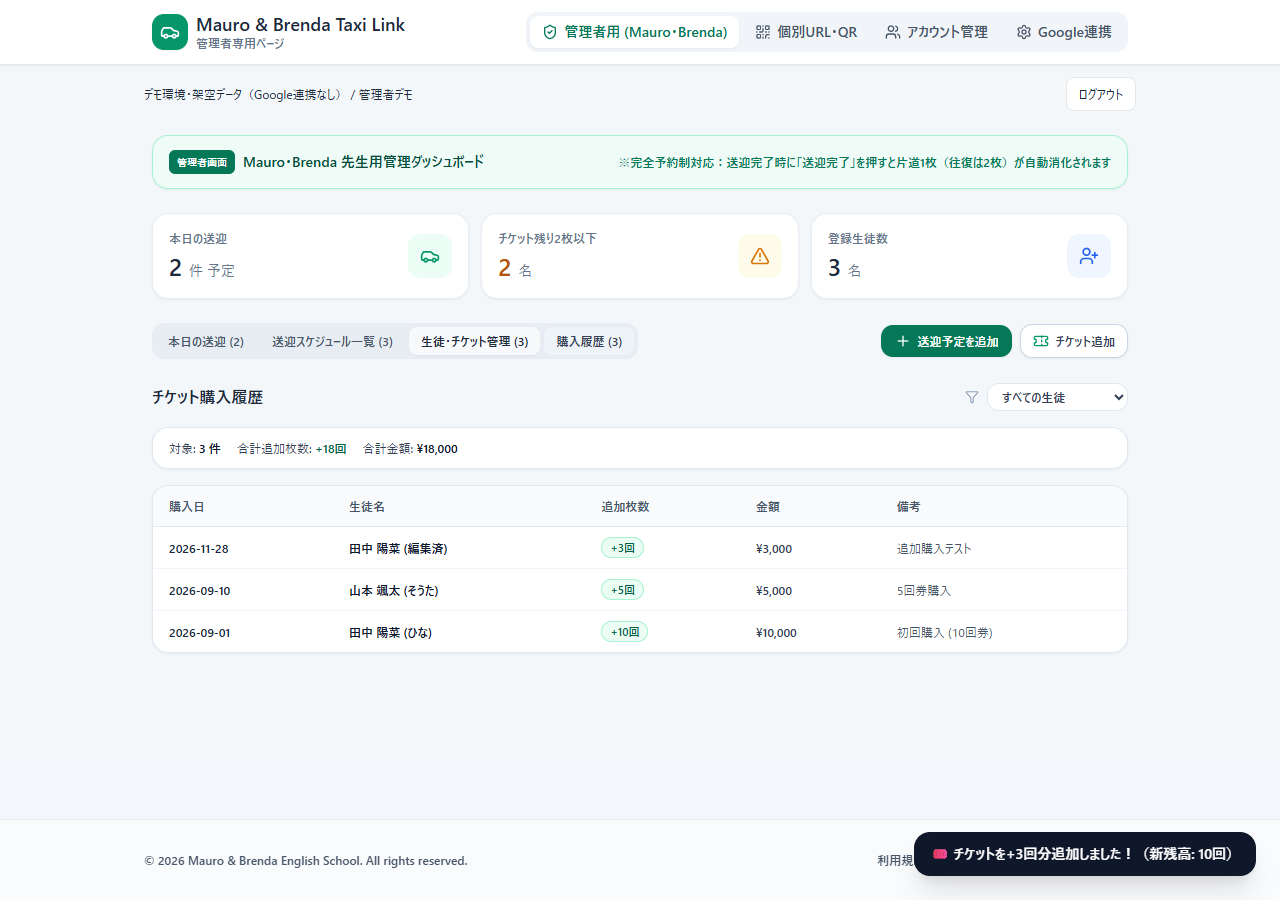 Mauro & Brenda Taxi Link
管理者専用ページ
管理者用 (Mauro・Brenda)
個別URL・QR
アカウント管理
Google連携
デモ環境・架空データ（Google連携なし） / 管理者デモ
ログアウト
管理者画面
Mauro・Brenda 先生用管理ダッシュボード
※完全予約制対応：送迎完了時に「送迎完了」を押すと片道1枚（往復は2枚）が自動消化されます
本日の送迎
2 件 予定
チケット残り2枚以下
2 名
登録生徒数
3 名
本日の送迎 (2)
送迎スケジュール一覧 (3)
生徒・チケット管理 (3)
購入履歴 (3)
送迎予定を追加
チケット追加
チケット購入履歴
すべての生徒
対象: 3 件 合計追加枚数: +18回 合計金額: ¥18,000
購入日 生徒名 追加枚数 金額 備考
2026-11-28 田中 陽菜 (編集済) +3回 ¥3,000 追加購入テスト
2026-09-10 山本 颯太 (そうた) +5回 ¥5,000 5回券購入
2026-09-01 田中 陽菜 (ひな) +10回 ¥10,000 初回購入 (10回券)
© 2026 Mauro & Brenda English School. All rights reserved.
利用規
チケットを+3回分追加しました！（新残高: 10回）